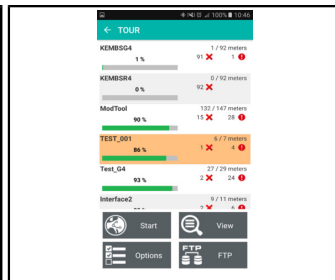 100% 10:46
← TOUR
KEMBSG4 1 / 92 meters
1 % 91 1
KEMBSR4 0 / 92 meters
0 % 92
ModTool 132 / 147 meters
90 % 15 28
TEST_001 6 / 7 meters
86 % 1 4
Test_G4 27 / 29 meters
93 % 2 24
Interface2 9 / 11 meters
2 6
Start View
FTP
Options FTP